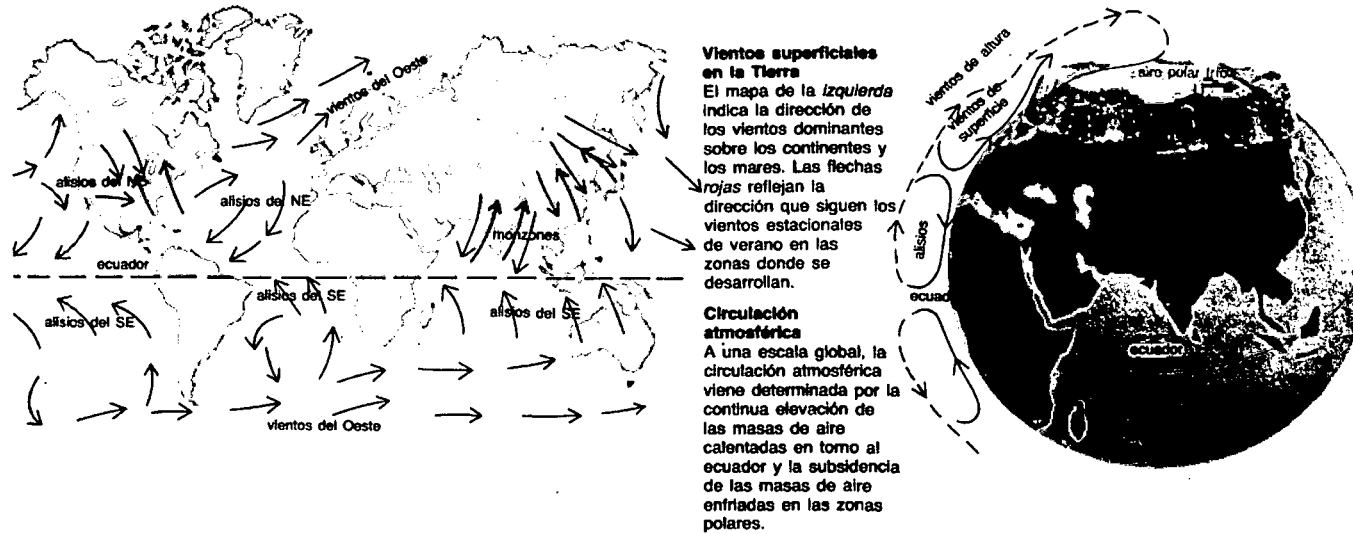 vientos del Oeste
alisios del NE
alisios del NE
monzones
ecuador
alisios del SE
alisios del SE
alisios del SE
vientos del Oeste
Vientos superficiales
en la Tierra
El mapa de la izquierda
indica la dirección de
los vientos dominantes
sobre los continentes y
los mares. Las flechas
rojas reflejan la
dirección que siguen los
vientos estacionales
de verano en las
zonas donde se
desarrollan.
Circulación
atmosférica
A una escala global, la
circulación atmosférica
viene determinada por la
continua elevación de
las masas de aire
calentadas en torno al
ecuador y la subsidencia
de las masas de aire
enfriadas en las zonas
polares.
vientos de altura
vientos de
superficie
aire polar frío
alisios
ecuad
ecuador